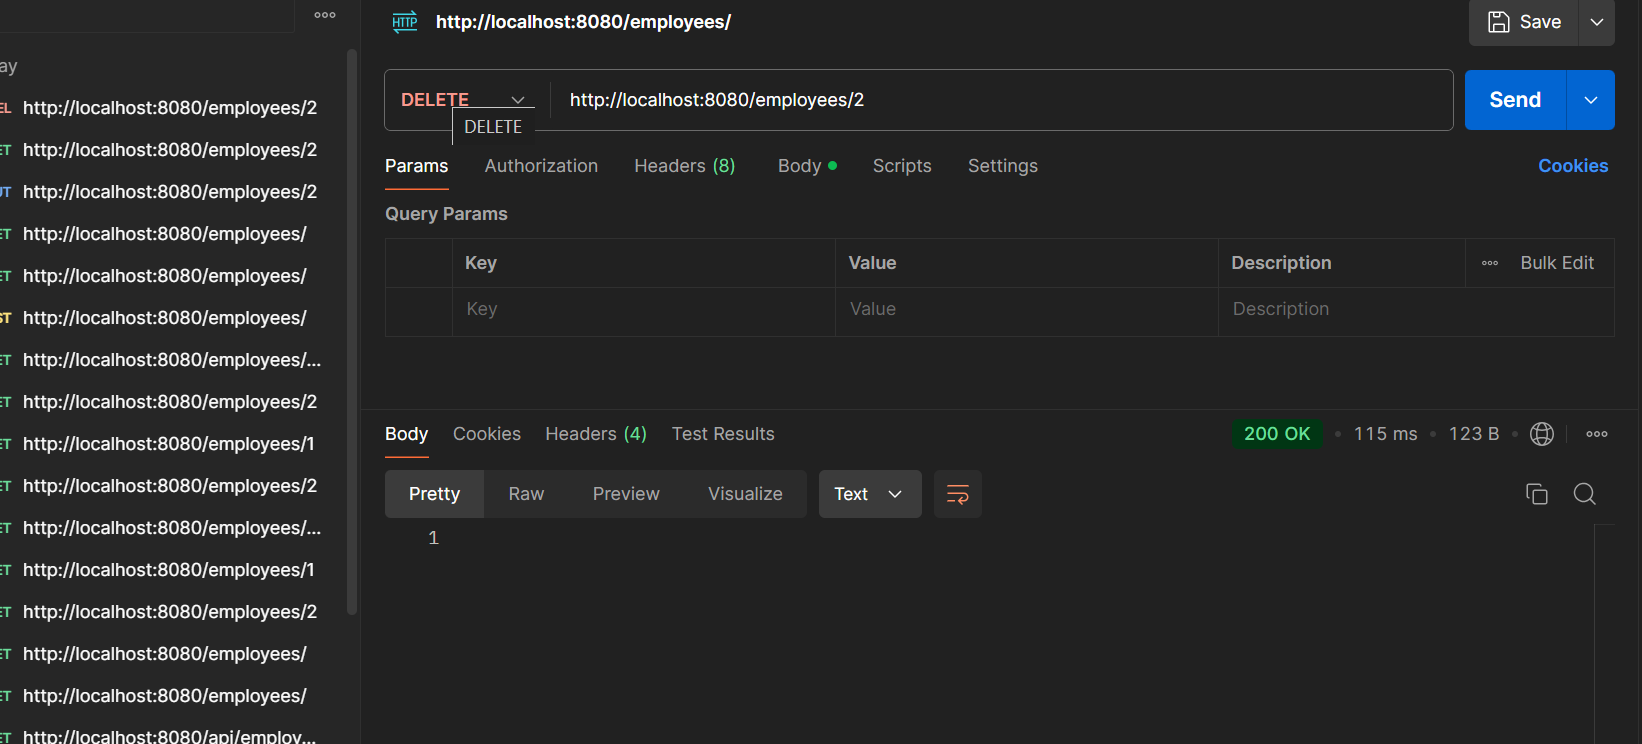 HTTP http://localhost:8080/employees/
Save
ay
EL http://localhost:8080/employees/2
ET http://localhost:8080/employees/2
UT http://localhost:8080/employees/2
ET http://localhost:8080/employees/
ET http://localhost:8080/employees/
ST http://localhost:8080/employees/
ET http://localhost:8080/employees/...
ET http://localhost:8080/employees/2
ET http://localhost:8080/employees/1
ET http://localhost:8080/employees/2
ET http://localhost:8080/employees/...
ET http://localhost:8080/employees/1
ET http://localhost:8080/employees/2
ET http://localhost:8080/employees/
ET http://localhost:8080/employees/
ET http://localhost:8080/api/employ...
DELETE http://localhost:8080/employees/2 Send
DELETE
Params Authorization Headers (8) Body Scripts Settings Cookies
Query Params
Key Value Description Bulk Edit
Key Value Description
Body Cookies Headers (4) Test Results 200 OK 115 ms 123 B
Pretty Raw Preview Visualize Text
1